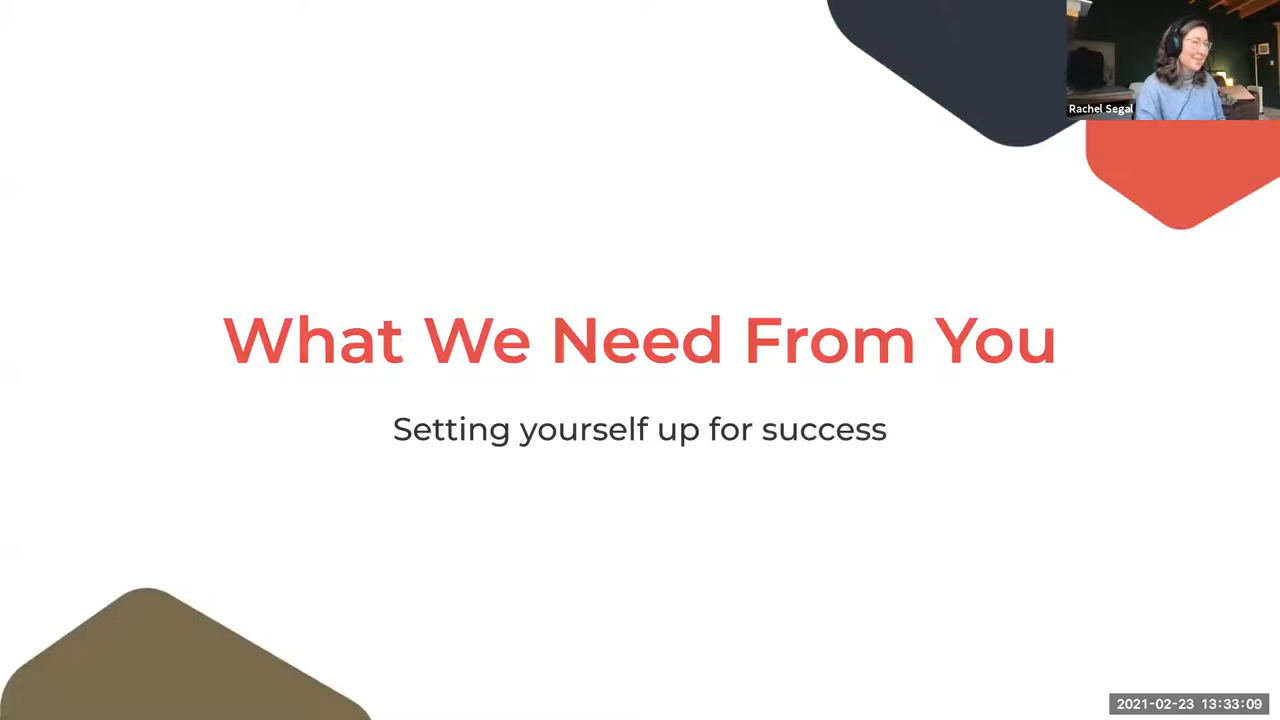 Rachel Segal
What We Need From You
Setting yourself up for success
2021-02-23 13:33:09